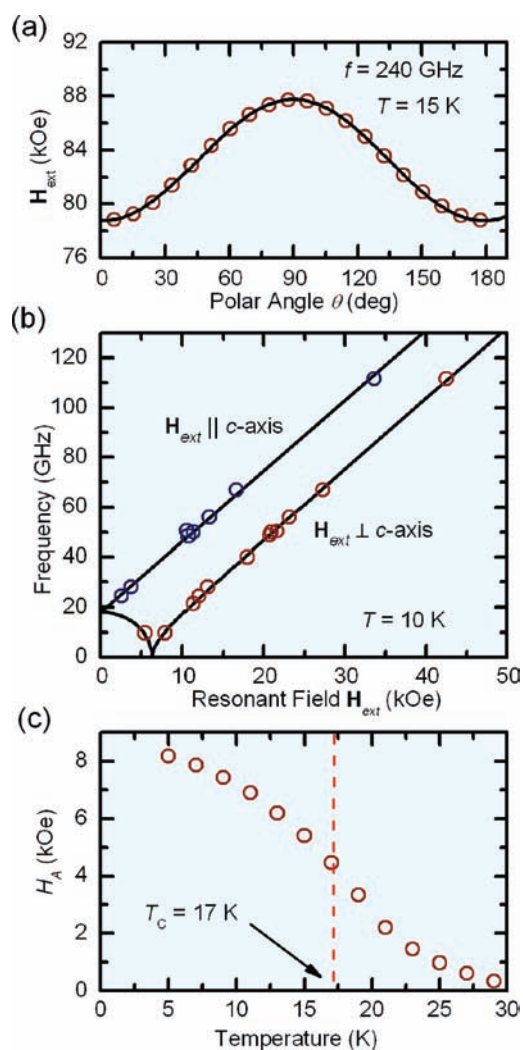 (a)
92
88
84
80
76
H_ext (kOe)
f = 240 GHz
T = 15 K
0 30 60 90 120 150 180
Polar Angle θ (deg)
(b)
120
100
80
60
40
20
0
Frequency (GHz)
H_ext || c-axis
H_ext ⊥ c-axis
T = 10 K
0 10 20 30 40 50
Resonant Field H_ext (kOe)
(c)
8
6
4
2
0
H_A (kOe)
T_C = 17 K
0 5 10 15 20 25 30
Temperature (K)